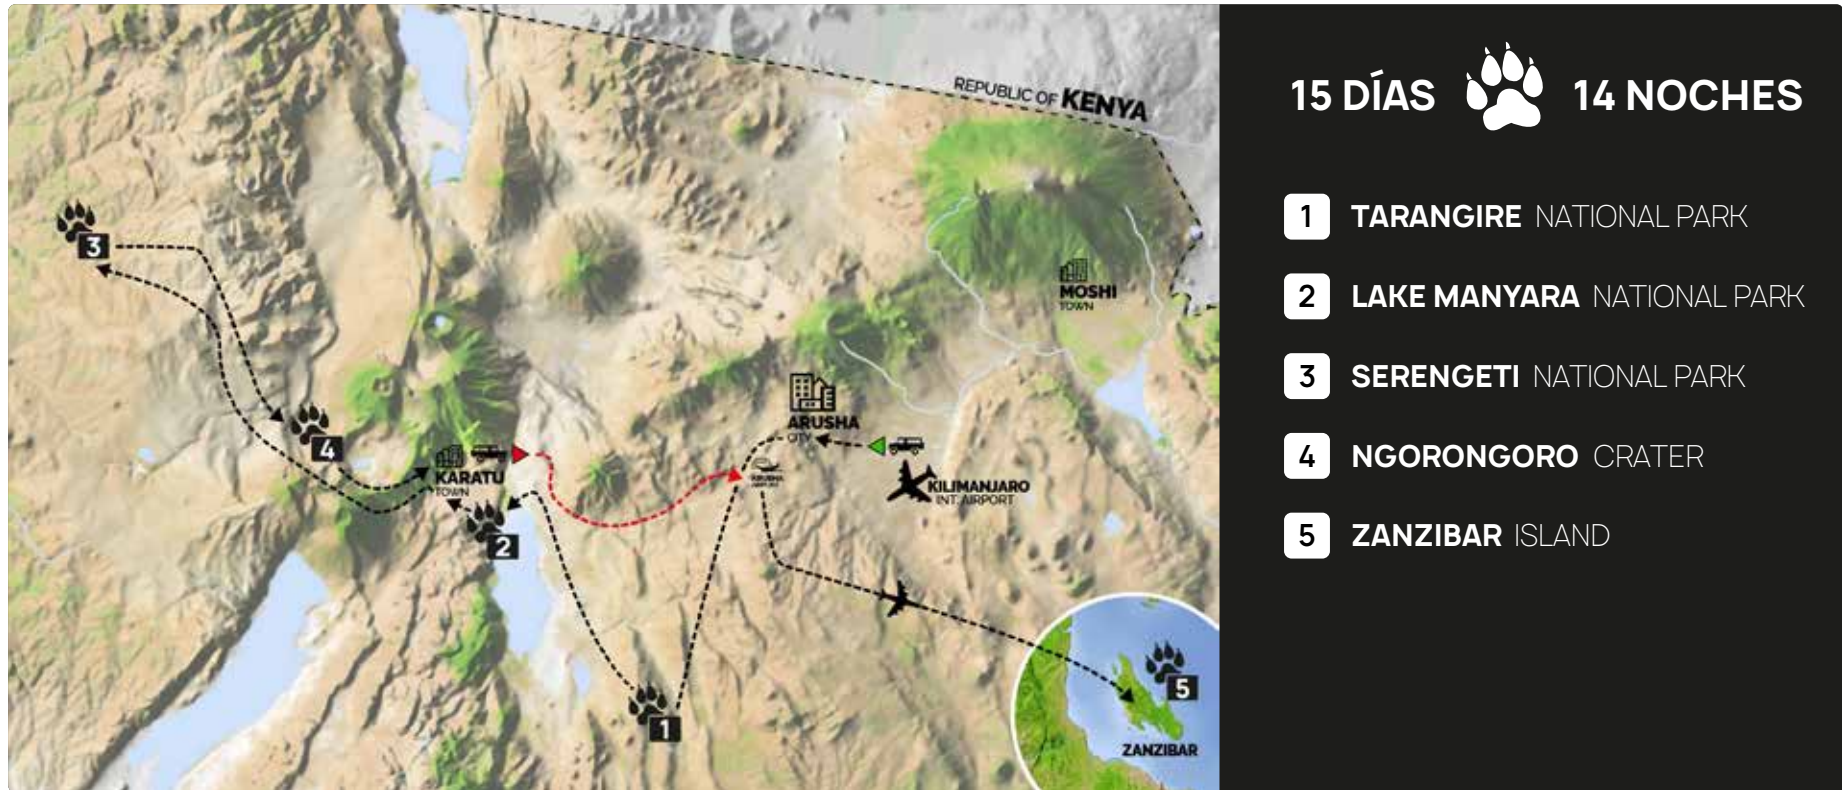 REPUBLIC OF KENYA
3
MOSHI
TOWN
ARUSHA
CITY
4
KARATU
TOWN
ARUSHA
AIRPORT
KILIMANJARO
INT. AIRPORT
2
1
5
ZANZIBAR
15 DÍAS 14 NOCHES
1 TARANGIRE NATIONAL PARK
2 LAKE MANYARA NATIONAL PARK
3 SERENGETI NATIONAL PARK
4 NGORONGORO CRATER
5 ZANZIBAR ISLAND